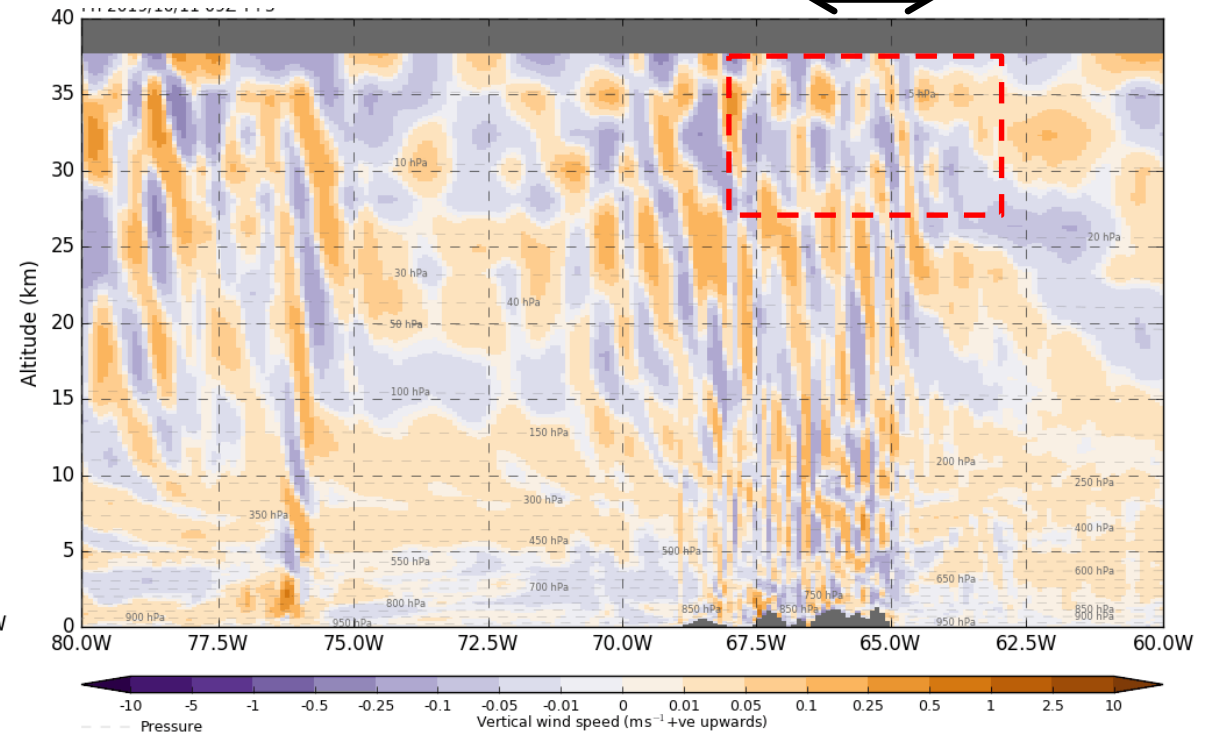 40
35
5 hPa
30
10 hPa
25
20 hPa
30 hPa
40 hPa
20
50 hPa
15
100 hPa
150 hPa
200 hPa
10
250 hPa
300 hPa
350 hPa
400 hPa
450 hPa
5
500 hPa
550 hPa
600 hPa
650 hPa
700 hPa
750 hPa
800 hPa
850 hPa
850 hPa
850 hPa
900 hPa
900 hPa
950 hPa
950 hPa
0
Altitude (km)
80.0W 77.5W 75.0W 72.5W 70.0W 67.5W 65.0W 62.5W 60.0W
-10 -5 -1 -0.5 -0.25 -0.1 -0.05 -0.01 0 0.01 0.05 0.1 0.25 0.5 1 2.5 10
Vertical wind speed (ms⁻¹+ve upwards)
Pressure